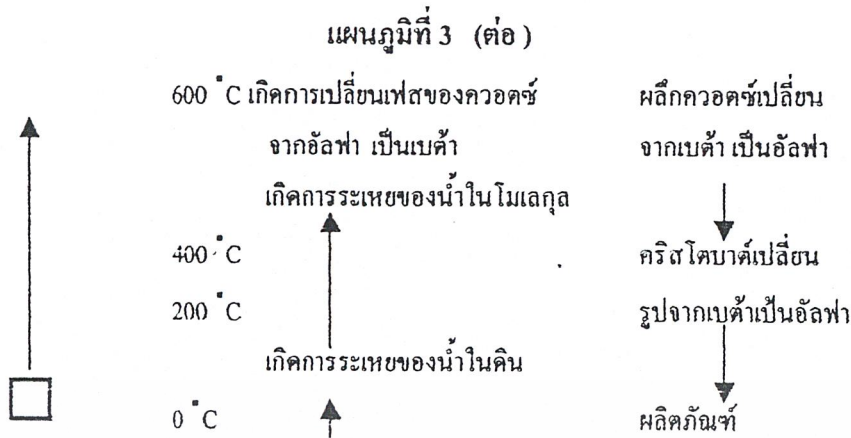 แผนภูมิที่ 3 (ต่อ)
600 °C เกิดการเปลี่ยนเฟสของควอตซ์ ผลึกควอตซ์เปลี่ยน
จากอัลฟา เป็นเบต้า จากเบต้า เป็นอัลฟา
เกิดการระเหยของน้ำในโมเลกุล
400 °C คริสโตบาต์เปลี่ยน
200 °C รูปจากเบต้าเป้นอัลฟา
เกิดการระเหยของน้ำในดิน
0 °C ผลิตภัณฑ์